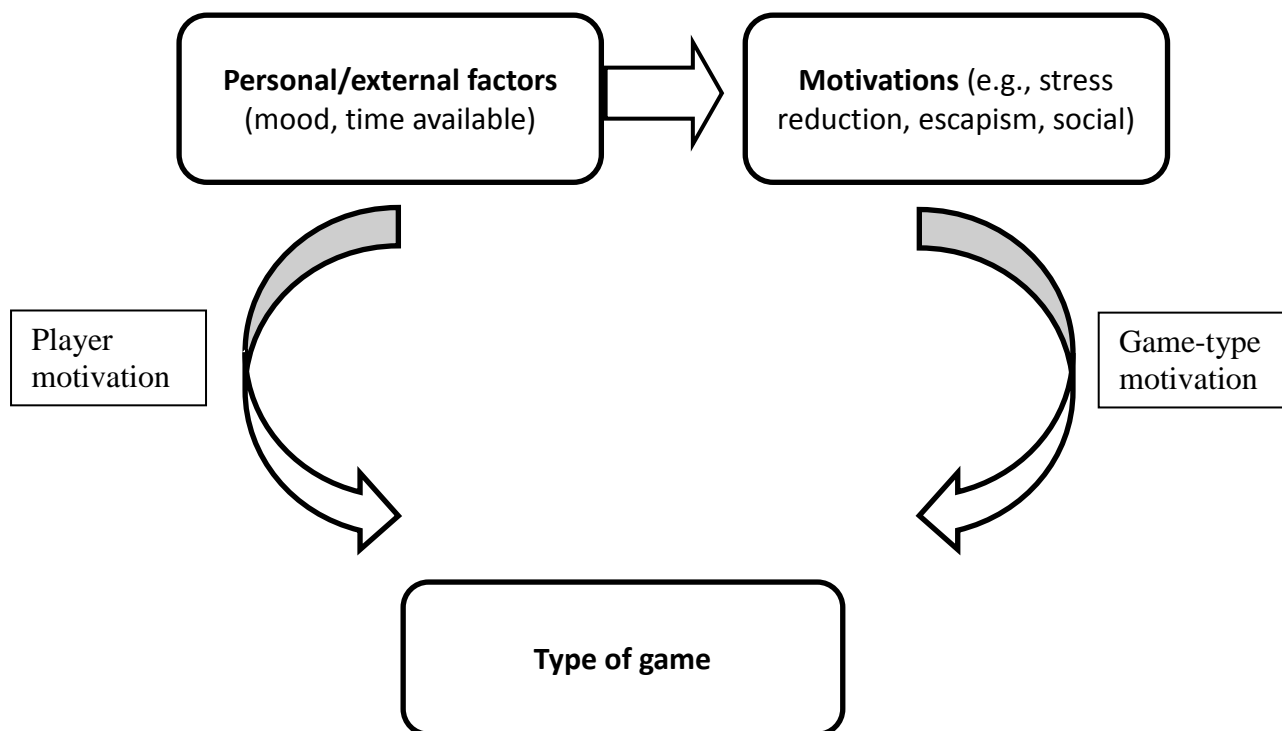 Personal/external factors
(mood, time available)
Motivations (e.g., stress
reduction, escapism, social)
Player
motivation
Game-type
motivation
Type of game